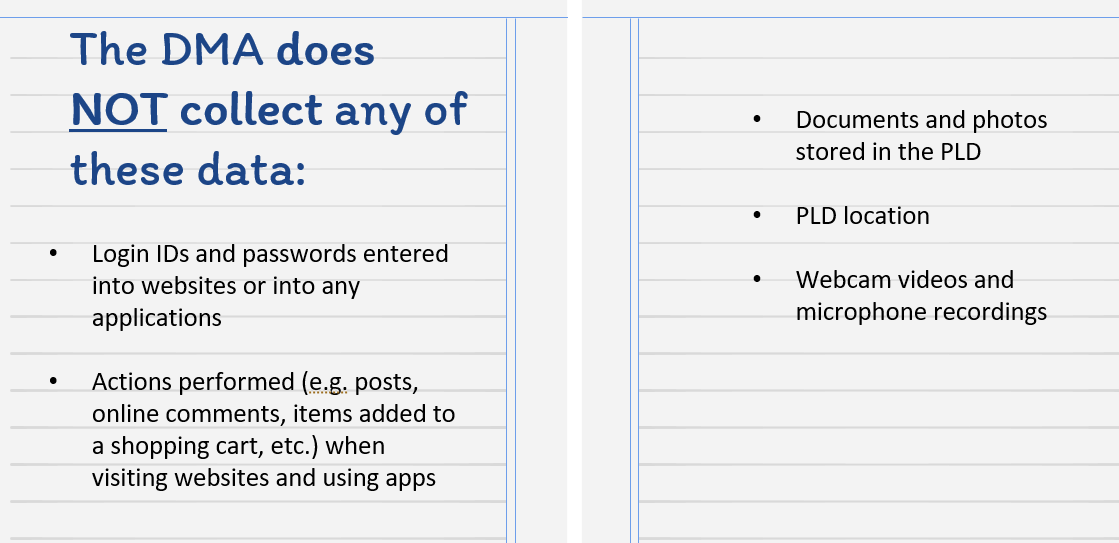 The DMA does
NOT collect any of
these data:
• Login IDs and passwords entered
into websites or into any
applications
• Actions performed (e.g. posts,
online comments, items added to
a shopping cart, etc.) when
visiting websites and using apps
• Documents and photos
stored in the PLD
• PLD location
• Webcam videos and
microphone recordings